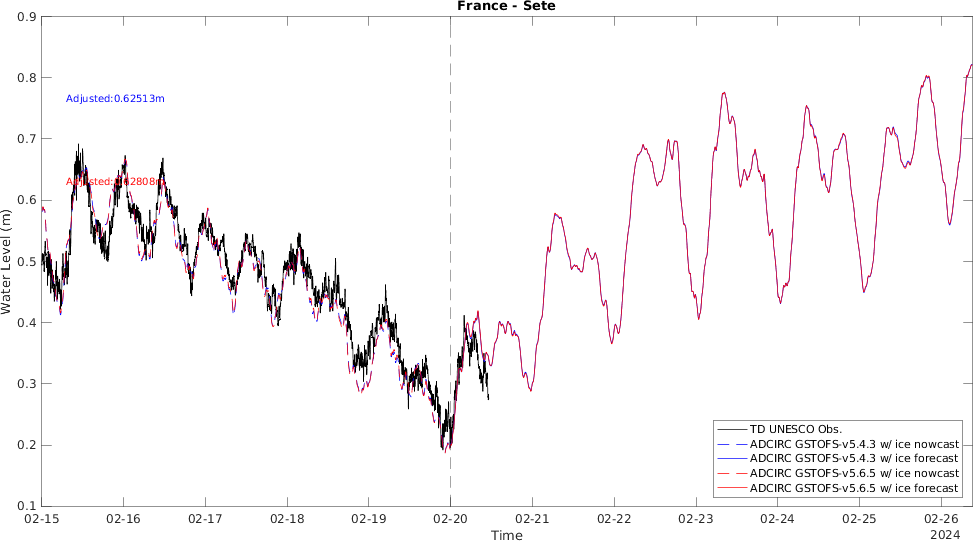 France - Sete
0.9
0.8
0.7
0.6
0.5
0.4
0.3
0.2
0.1
Water Level (m)
Adjusted:0.62513m
Adjusted:0.62808m
TD UNESCO Obs.
ADCIRC GSTOFS-v5.4.3 w/ ice nowcast
ADCIRC GSTOFS-v5.4.3 w/ ice forecast
ADCIRC GSTOFS-v5.6.5 w/ ice nowcast
ADCIRC GSTOFS-v5.6.5 w/ ice forecast
02-15 02-16 02-17 02-18 02-19 02-20 02-21 02-22 02-23 02-24 02-25 02-26
2024
Time